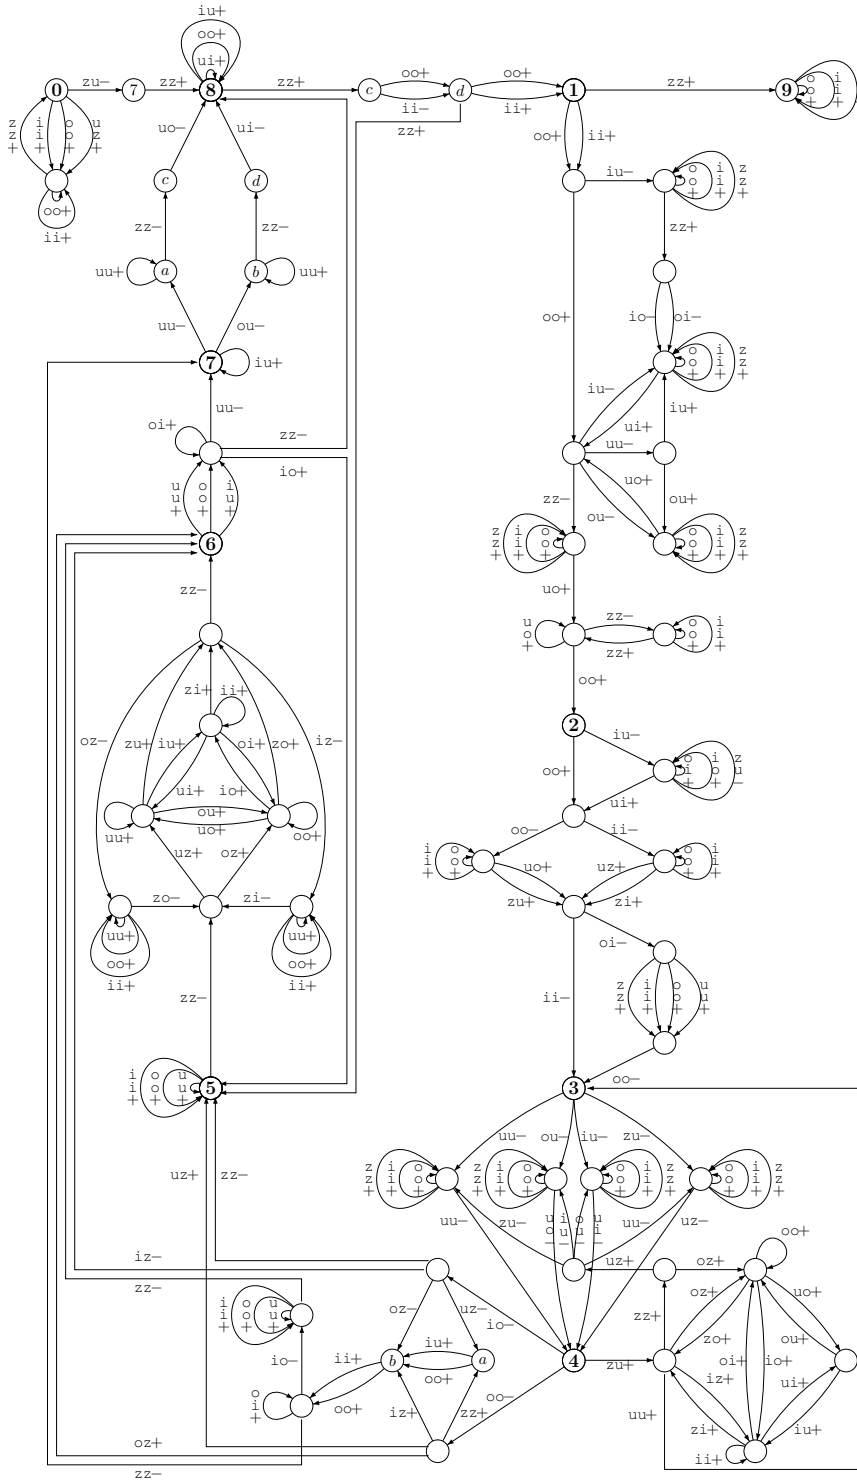 iu+
oo+
ui+
0 zu− 7 zz+ 8 zz+ c oo+ d oo+ 1 zz+ 9 o i
ii− ii+ o i
+ +
zz+
z i o u
z i o z
+ + + +
uo− ui− oo+ ii+
oo+
ii+
c d iu− o i z
o i z
+ + +
zz− zz− zz+
uu+ a b uu+
uu− ou− oo+ io− oi−
7 iu+ o i z
o i z
+ + +
uu− iu− ui+ iu+
oi+ zz− uu−
io+ uo+ ou+
u o i
u o u
+ + +
zz− ou−
6 z i o
z i o
+ + +
o i z
o i z
+ + +
zz− uo+
u
o
+
zz− zz+
o i
o i
+ +
oo+
oz− zi+ ii+ iz−
zu+ iu+ oi+ zo+
2 iu−
oo+ o i z
i o u
+ + −
ui+ io+ ui+
ou+ uo+
uu+ oo+
oo− ii−
uz+ oz+
i o
i o
+ +
uo+ zu+ uz+ zi+
o i
o i
+ +
zo− zi−
uu+ uu+
oo+ oo+
ii+ ii+
oi−
zz− ii−
z i o u
z i o u
+ + + +
oo−
i o u
i o u
+ + +
5 3
uz+ zz− uu− ou− iu− zu−
z i o
z i o
+ + +
z i o
z i o
+ + +
o i z
o i z
+ + +
o i z
o i z
+ + +
uu− zu− u i o u
o u u i
− − − −
uu− uz−
iz− uz+ oz+ oo+
zz−
i o u
i o u
+ + +
oz− uz− io− zz+ oz+ zo+ uo+ ou+
io− ii+ b iu+ a 4 zu+ oi+ io+
oo+ iz+ ui+
o
i
+
oo+ iz+ zz+ oo− uu+ zi+ iu+
ii+
oz+
zz−